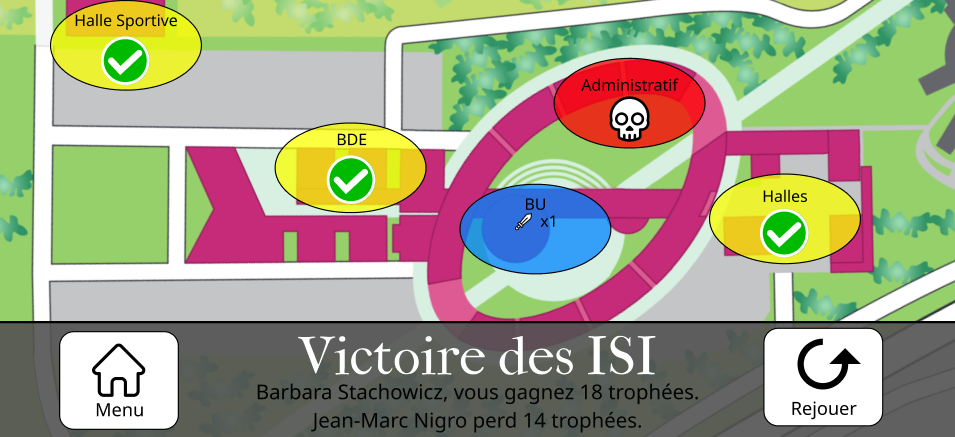 Halle Sportive
Administratif
BDE
Halles
BU
x1
Victoire des ISI
Barbara Stachowicz, vous gagnez 18 trophées.
Jean-Marc Nigro perd 14 trophées.
Menu
Rejouer